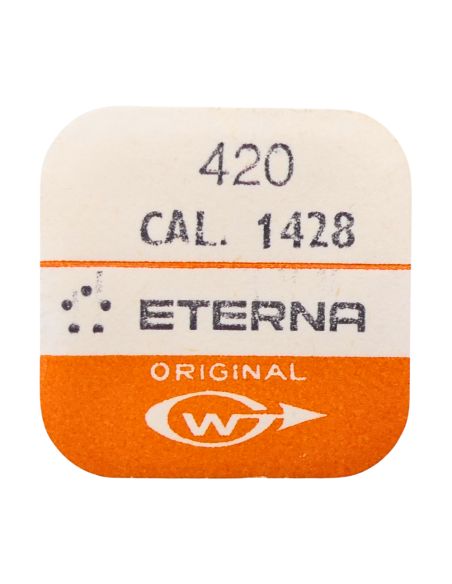 420
CAL. 1428
ETERNA
ORIGINAL
W